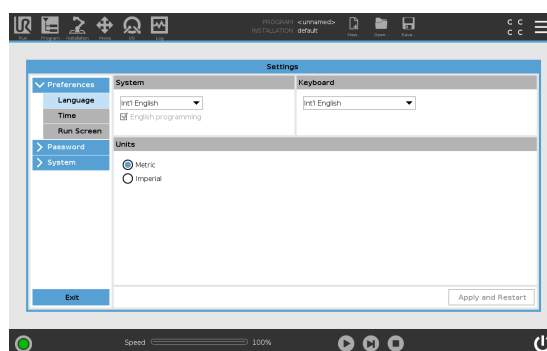 PROGRAM <unnamed>
INSTALLATION default
Run Program Installation Move I/O Log New... Open... Save...
C C
C C
Settings
Preferences
Language
Time
Run Screen
Password
System
Exit
System
Int'l English
English programming
Keyboard
Int'l English
Units
Metric
Imperial
Apply and Restart
Speed 100%